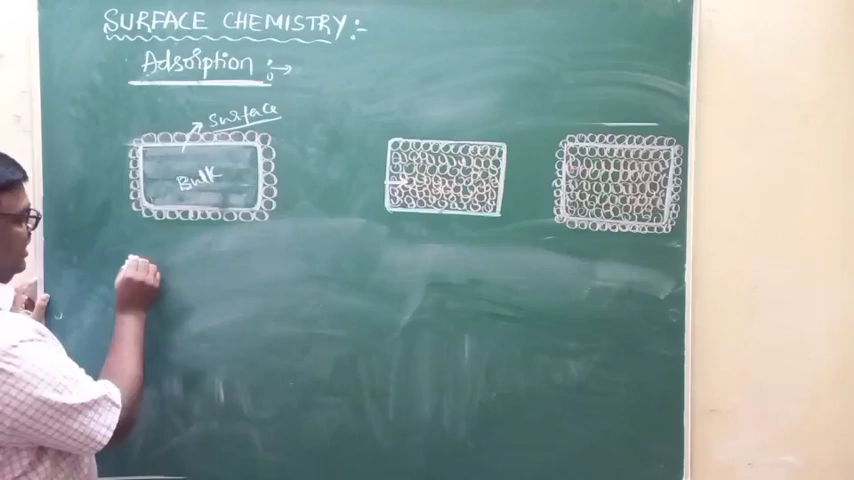 SURFACE CHEMISTRY:-
Adsorption :→
Surface
Bulk